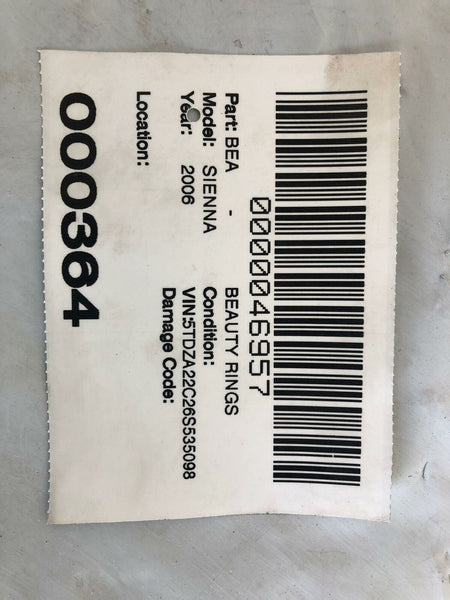 0000046957
Part: BEA - BEAUTY RINGS
Model: SIENNA Condition:
Year: 2006 VIN:5TDZA22C26S535098
Damage Code:
Location:
000364